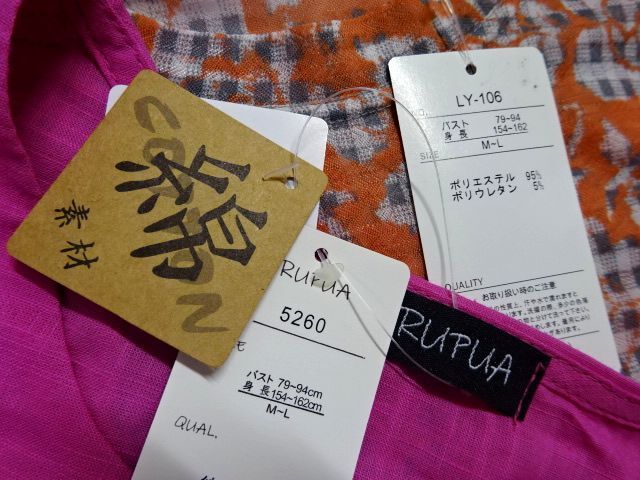 COTTON
綿
素材
RUPUA
5260
バスト 79~94cm
身長 154~162cm
M~L
QUAL.
RUPUA
LY-106
バスト 79~94
身長 154~162
SIZE
M~L
ポリエステル 95%
ポリウレタン 5%
QUALITY
お取り扱い時のご注意